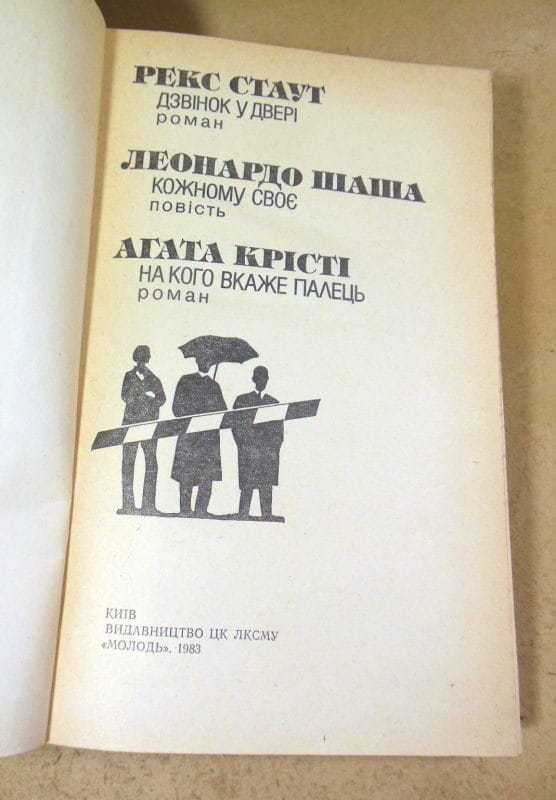 РЕКС СТАУТ
ДЗВІНОК У ДВЕРІ
роман
ЛЕОНАРДО ШАША
КОЖНОМУ СВОЄ
повість
АГАТА КРІСТІ
НА КОГО ВКАЖЕ ПАЛЕЦЬ
роман
КИЇВ
ВИДАВНИЦТВО ЦК ЛКСМУ
«МОЛОДЬ». 1983